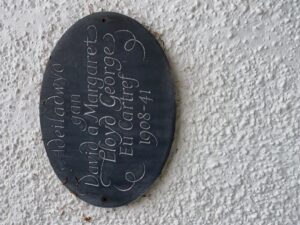 Adeiladwyd
gan
David a Margaret
Lloyd George
Eu Cartref
1908-41